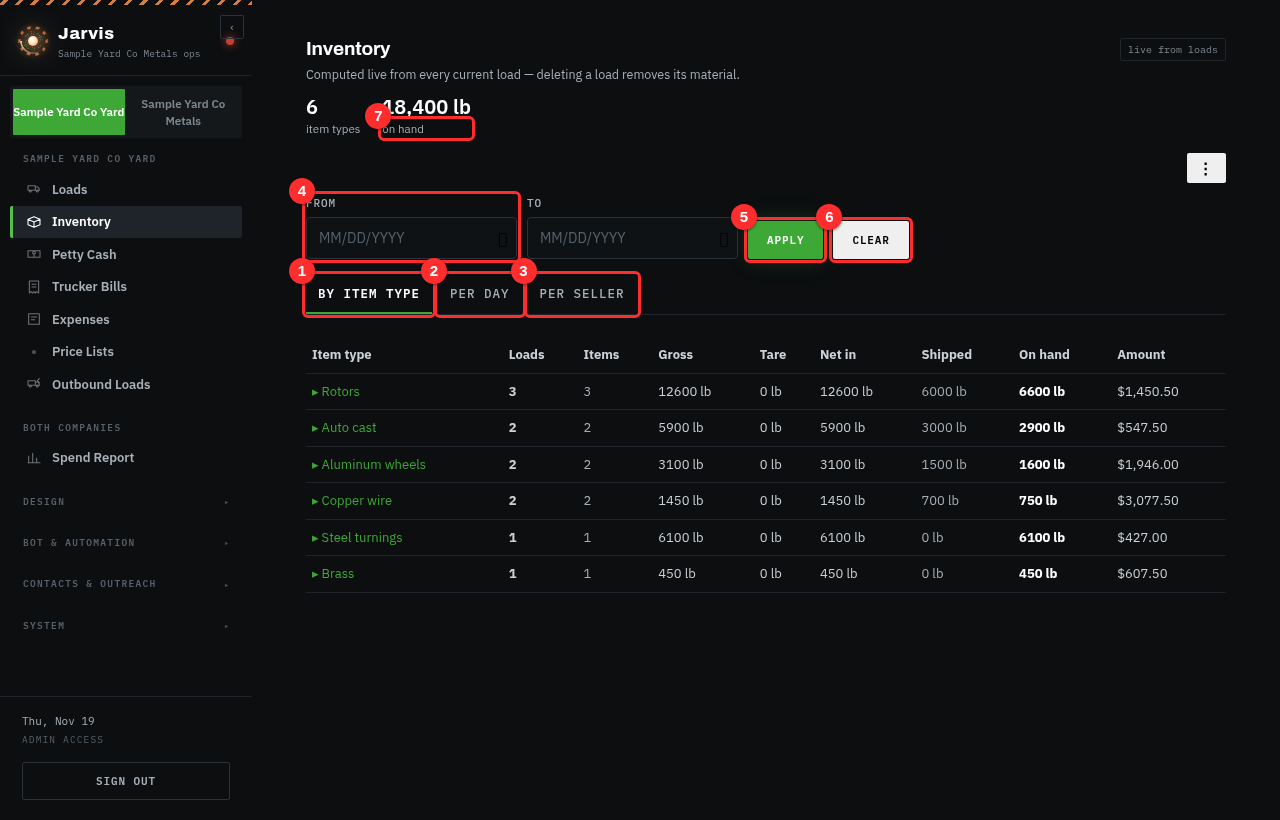 Jarvis
Sample Yard Co Metals ops
‹
Sample Yard Co Yard
Sample Yard Co Metals
SAMPLE YARD CO YARD
Loads
Inventory
Petty Cash
Trucker Bills
Expenses
Price Lists
Outbound Loads
BOTH COMPANIES
Spend Report
DESIGN
BOT & AUTOMATION
CONTACTS & OUTREACH
SYSTEM
Thu, Nov 19
ADMIN ACCESS
SIGN OUT
Inventory
live from loads
Computed live from every current load — deleting a load removes its material.
6 18,400 lb
7
item types on hand
⋮
4
FROM TO
5 6
MM/DD/YYYY MM/DD/YYYY APPLY CLEAR
1 2 3
BY ITEM TYPE PER DAY PER SELLER
Item type Loads Items Gross Tare Net in Shipped On hand Amount
▸ Rotors 3 3 12600 lb 0 lb 12600 lb 6000 lb 6600 lb $1,450.50
▸ Auto cast 2 2 5900 lb 0 lb 5900 lb 3000 lb 2900 lb $547.50
▸ Aluminum wheels 2 2 3100 lb 0 lb 3100 lb 1500 lb 1600 lb $1,946.00
▸ Copper wire 2 2 1450 lb 0 lb 1450 lb 700 lb 750 lb $3,077.50
▸ Steel turnings 1 1 6100 lb 0 lb 6100 lb 0 lb 6100 lb $427.00
▸ Brass 1 1 450 lb 0 lb 450 lb 0 lb 450 lb $607.50